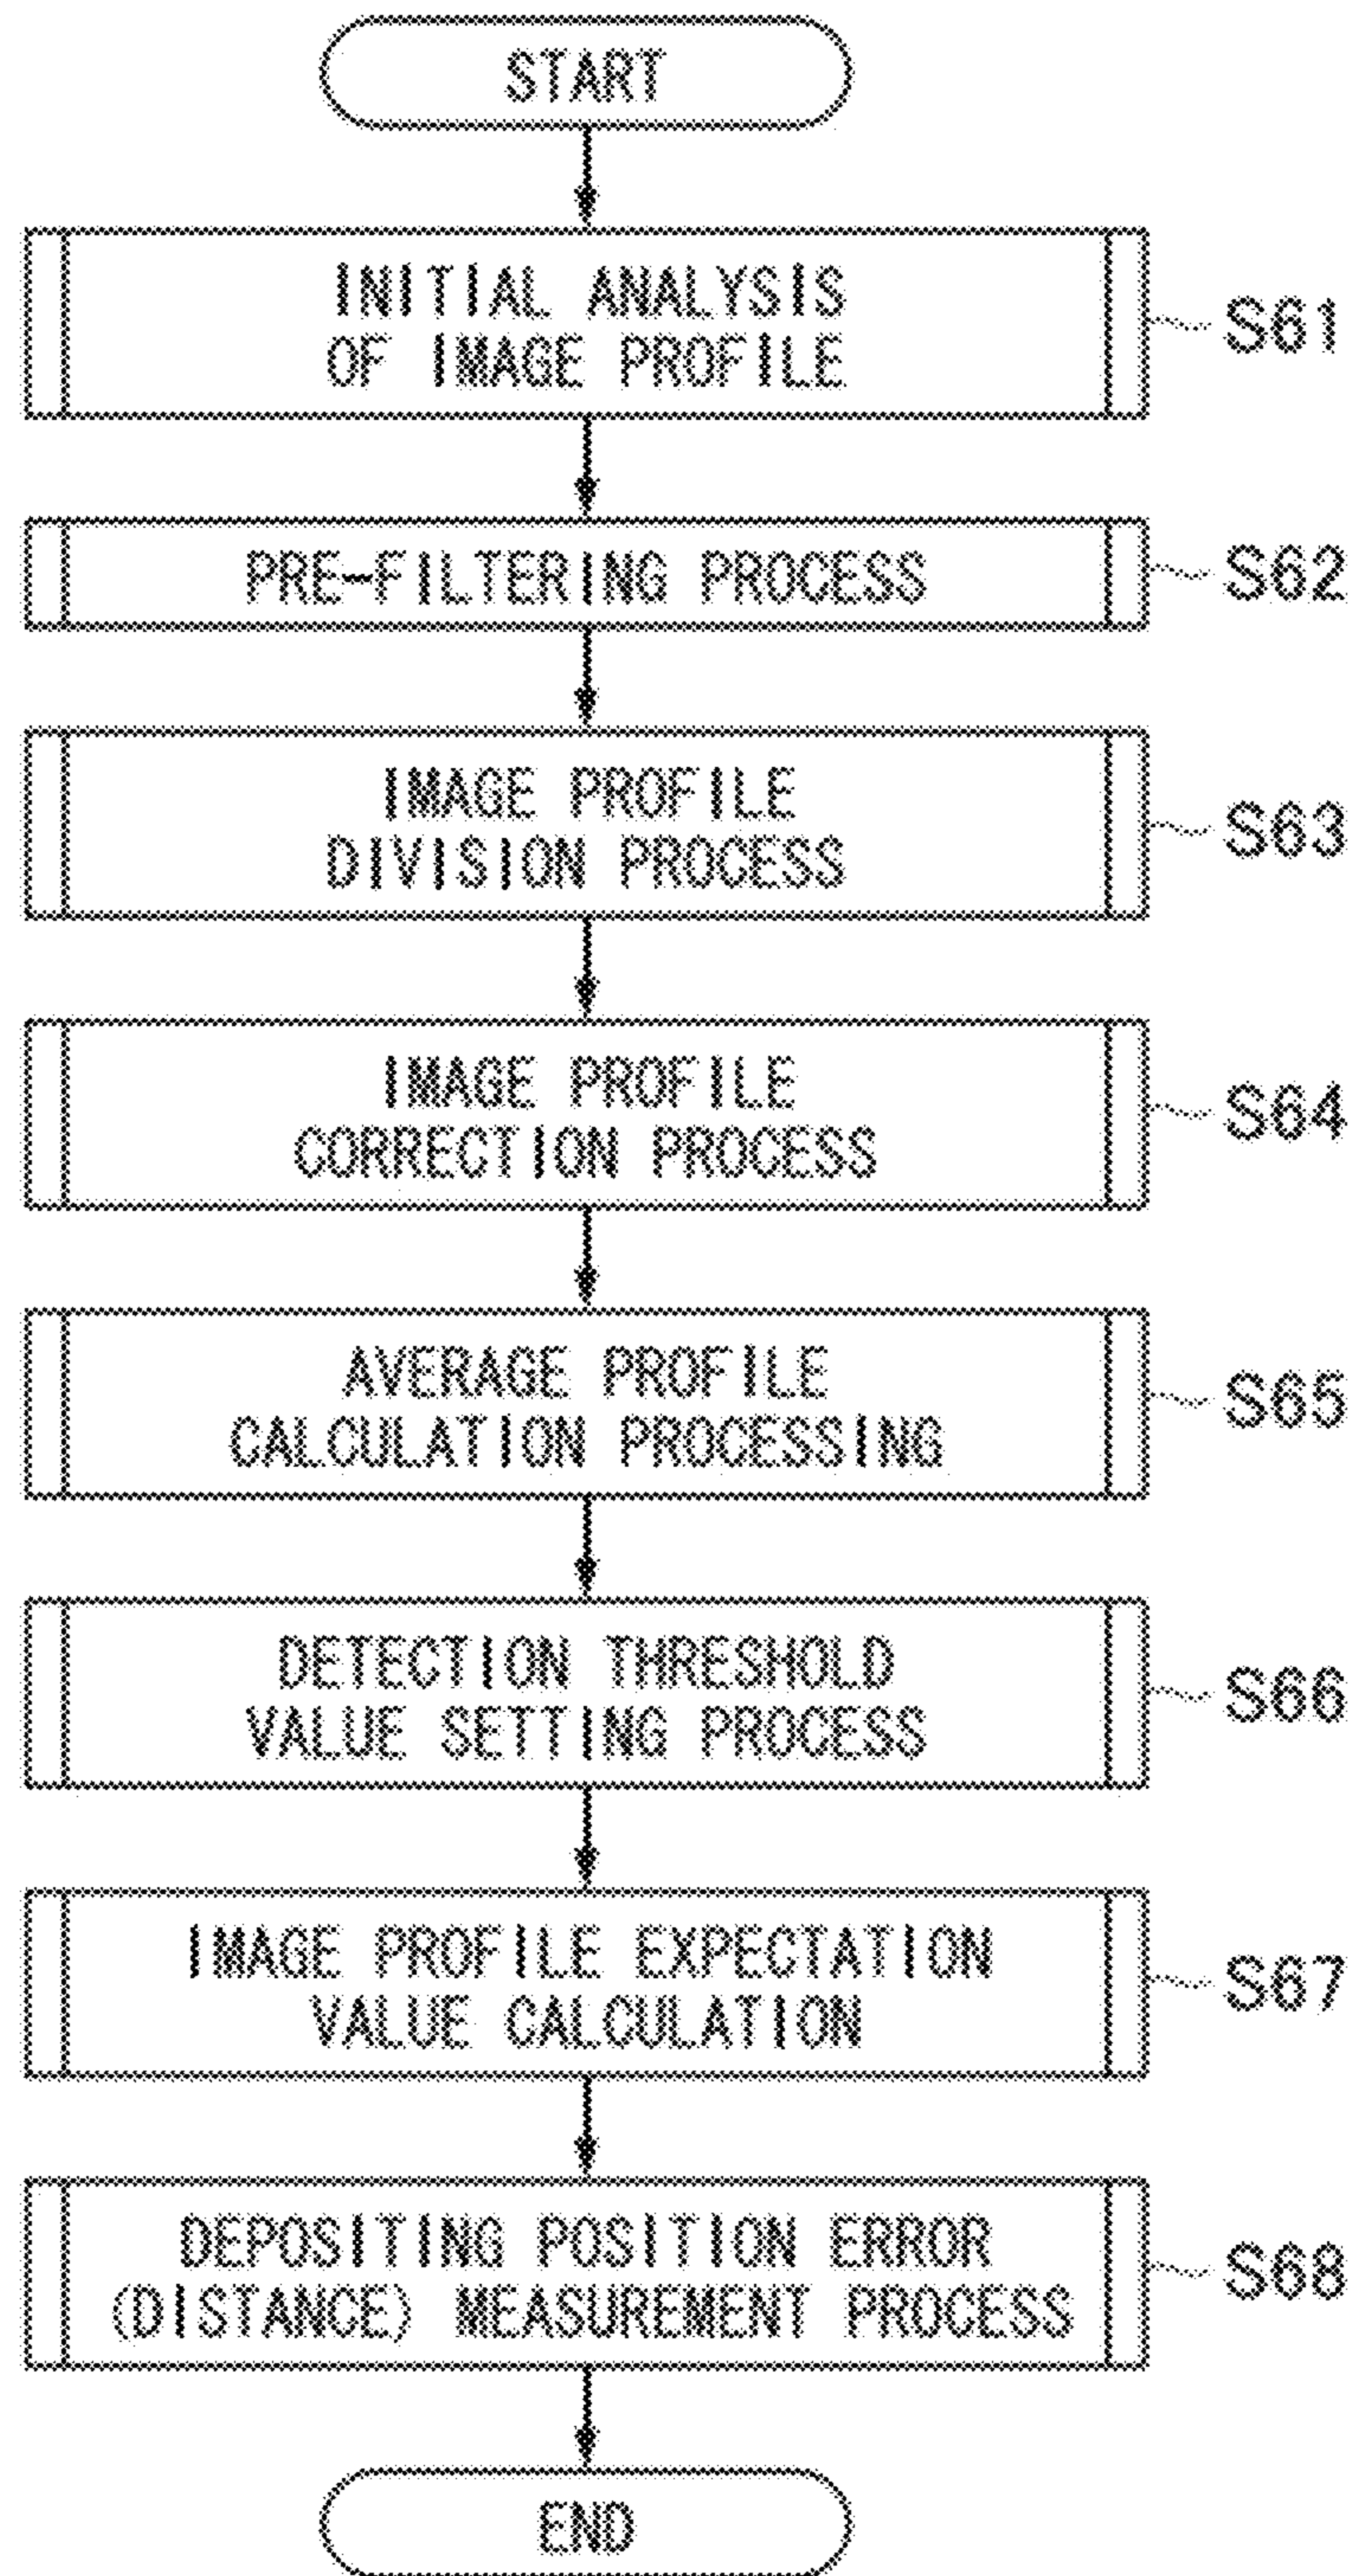 START
INITIAL ANALYSIS
OF IMAGE PROFILE
S61
PRE-FILTERING PROCESS
S62
IMAGE PROFILE
DIVISION PROCESS
S63
IMAGE PROFILE
CORRECTION PROCESS
S64
AVERAGE PROFILE
CALCULATION PROCESSING
S65
DETECTION THRESHOLD
VALUE SETTING PROCESS
S66
IMAGE PROFILE EXPECTATION
VALUE CALCULATION
S67
DEPOSITING POSITION ERROR
(DISTANCE) MEASUREMENT PROCESS
S68
END